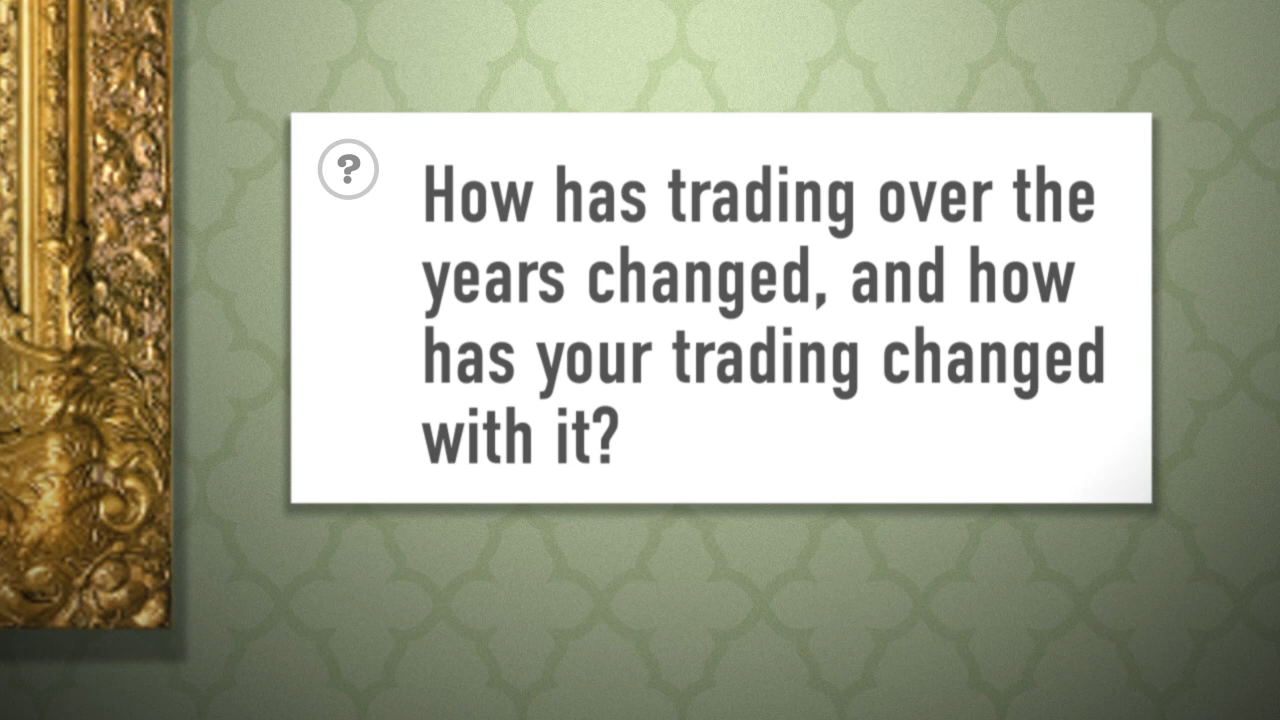 ?
How has trading over the
years changed, and how
has your trading changed
with it?